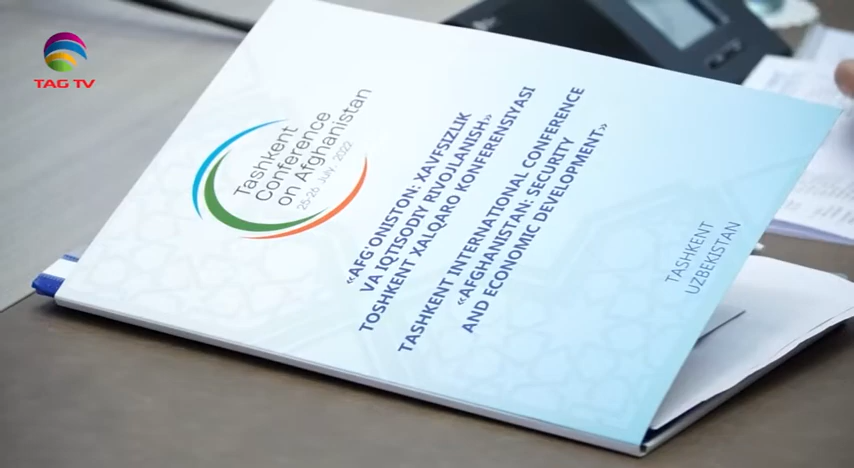 TAG TV
Tashkent
Conference
on Afghanistan
25-26 July, 2022
«AFG'ONISTON: XAVFSIZLIK
VA IQTISODIY RIVOJLANISH»
TOSHKENT XALQARO KONFERENSIYASI
TASHKENT INTERNATIONAL CONFERENCE
«AFGHANISTAN: SECURITY
AND ECONOMIC DEVELOPMENT»
TASHKENT
UZBEKISTAN